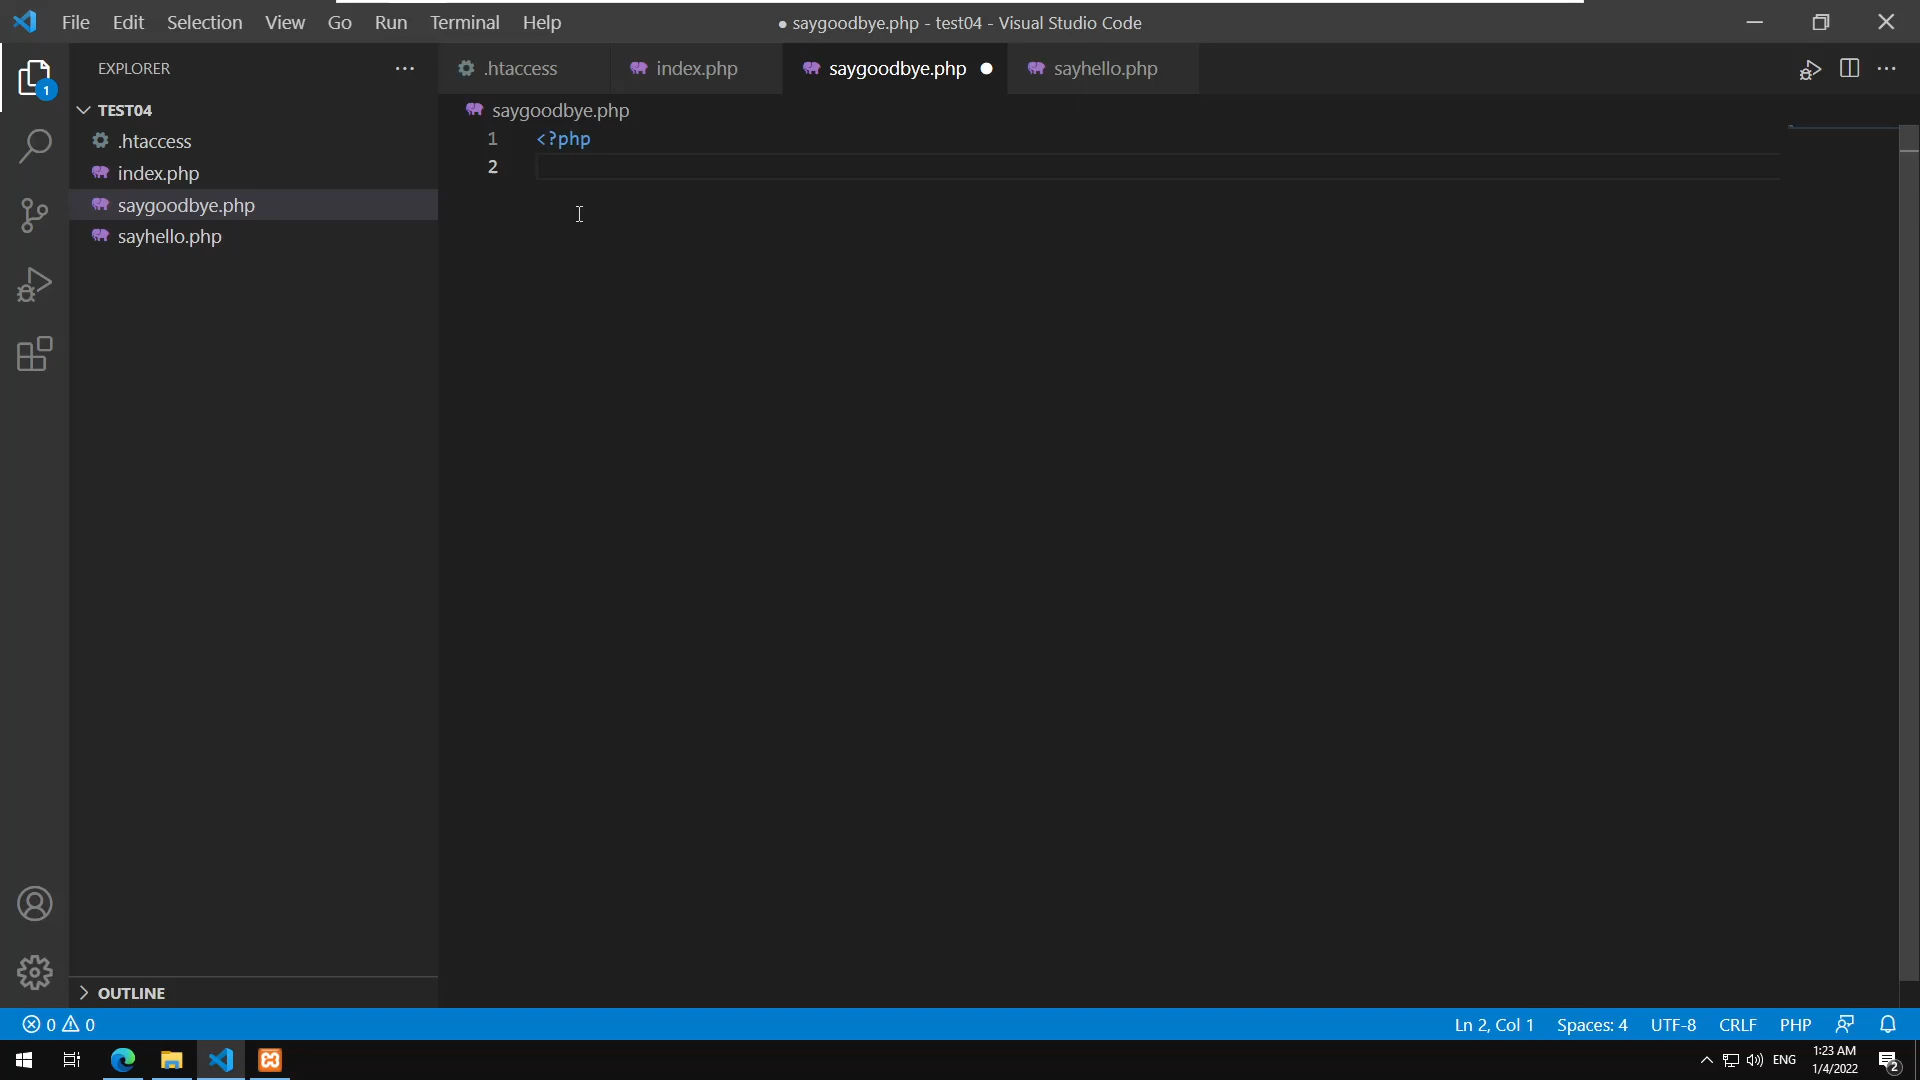 File Edit Selection View Go Run Terminal Help
● saygoodbye.php - test04 - Visual Studio Code
EXPLORER
.htaccess
index.php
saygoodbye.php
sayhello.php
1
TEST04
.htaccess
index.php
saygoodbye.php
sayhello.php
saygoodbye.php
1 <?php
2
OUTLINE
0 0
Ln 2, Col 1 Spaces: 4 UTF-8 CRLF PHP
ENG
1:23 AM
1/4/2022
2